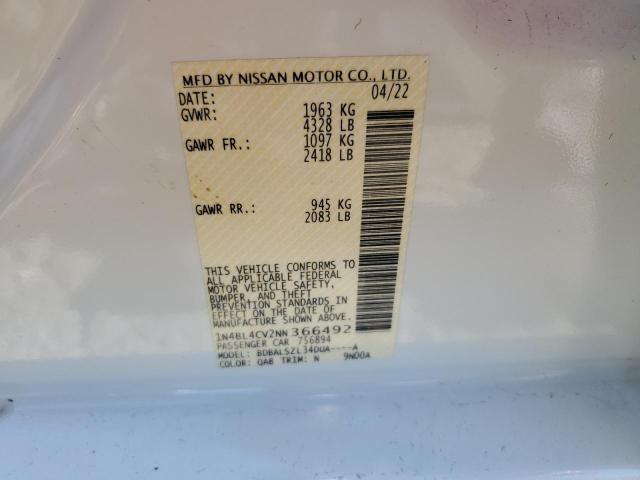 MFD BY NISSAN MOTOR CO., LTD.
DATE: 04/22
GVWR: 1963 KG
4328 LB
GAWR FR.: 1097 KG
2418 LB
GAWR RR.: 945 KG
2083 LB
THIS VEHICLE CONFORMS TO
ALL APPLICABLE FEDERAL
MOTOR VEHICLE SAFETY,
BUMPER, AND THEFT
PREVENTION STANDARDS IN
EFFECT ON THE DATE OF
MANUFACTURE SHOWN ABOVE.
1N4BL4CV2NN366492
PASSENGER CAR 756894
MODEL: BDBALSZL34DUA----A
COLOR: QAB TRIM: N 9N00A